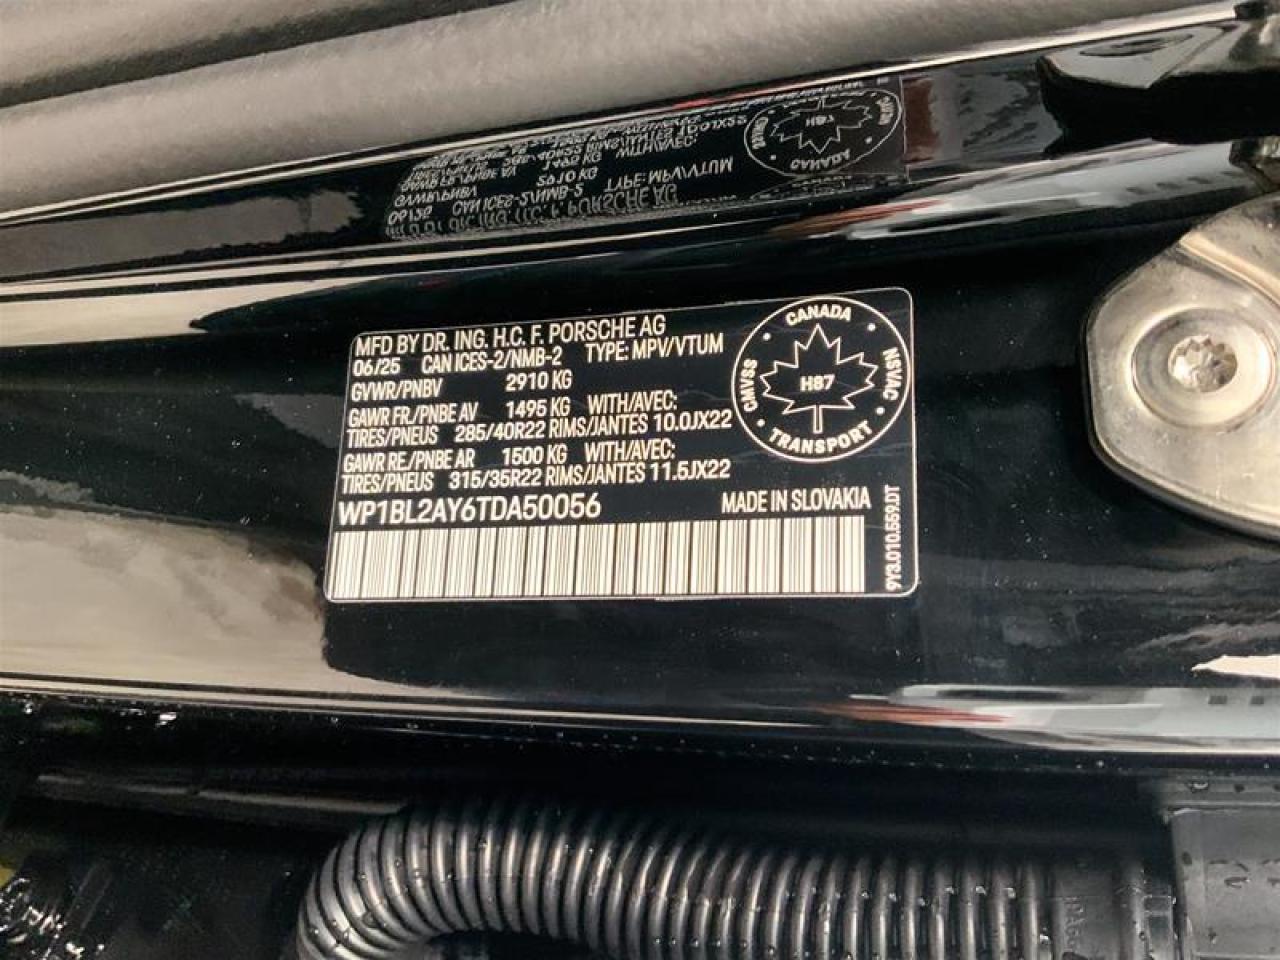 MFD BY DR. ING. H.C. F. PORSCHE AG
06/25 CAN ICES-2/NMB-2 TYPE: MPV/VTUM
GVWR/PNBV 2910 KG
GAWR FR./PNBE AV 1495 KG WITH/AVEC:
TIRES/PNEUS 285/40R22 RIMS/JANTES 10.0JX22
GAWR RE./PNBE AR 1500 KG WITH/AVEC:
TIRES/PNEUS 315/35R22 RIMS/JANTES 11.5JX22
WP1BL2AY6TDA50056 MADE IN SLOVAKIA
CANADA
CMVSS
H87
NSVAC
TRANSPORT
9Y3.010.559.DT